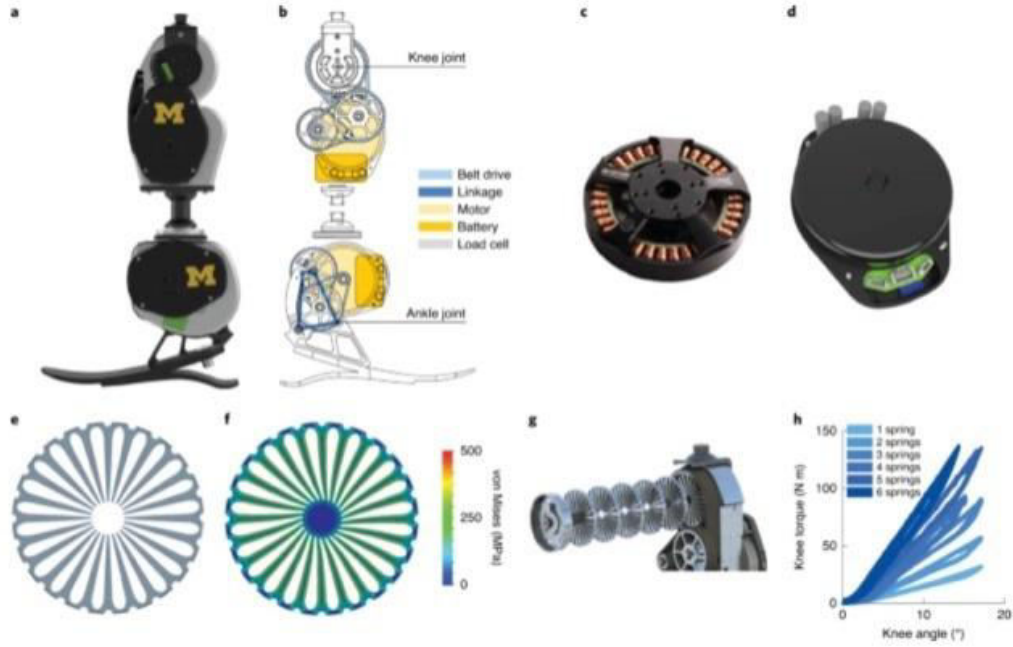 a
b
c
d
M
M
Knee joint
Belt drive
Linkage
Motor
Battery
Load cell
Ankle joint
e
f
g
h
500
250
0
von Mises (MPa)
150
100
50
0
Knee torque (N m)
1 spring
2 springs
3 springs
4 springs
5 springs
6 springs
0
10
20
Knee angle (°)